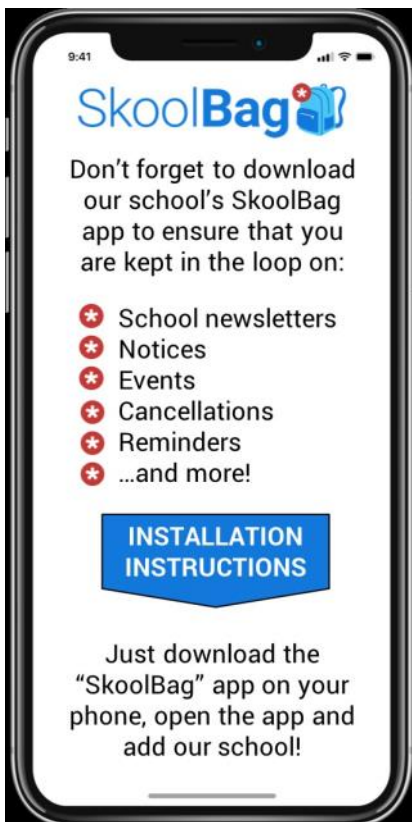 9:41
SkoolBag
Don't forget to download
our school's SkoolBag
app to ensure that you
are kept in the loop on:
School newsletters
Notices
Events
Cancellations
Reminders
...and more!
INSTALLATION
INSTRUCTIONS
Just download the
“SkoolBag” app on your
phone, open the app and
add our school!